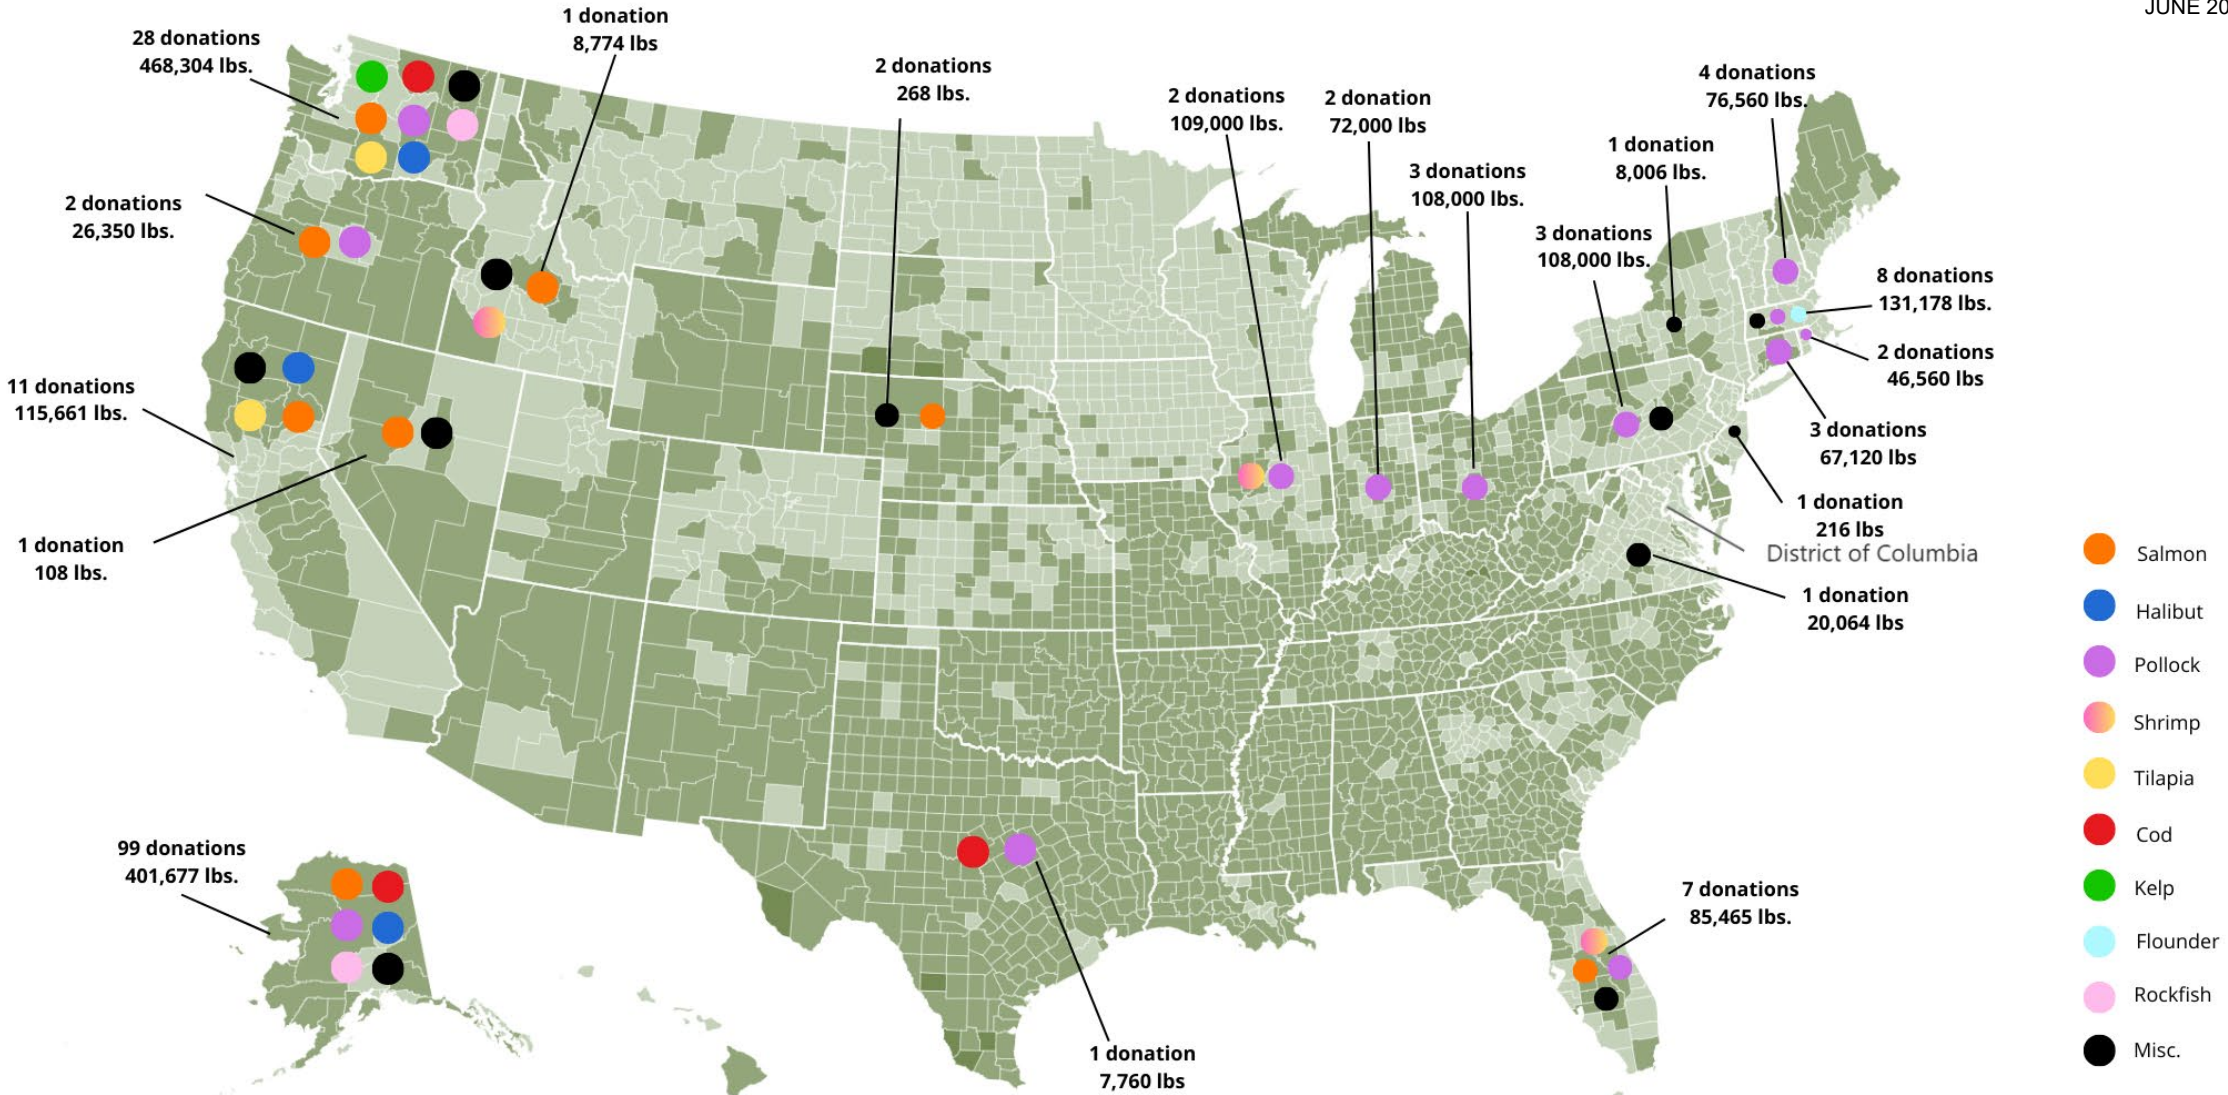 JUNE 20
1 donation
8,774 lbs
28 donations
468,304 lbs.
2 donations
268 lbs.
4 donations
76,560 lbs.
2 donations
109,000 lbs.
2 donation
72,000 lbs
1 donation
8,006 lbs.
3 donations
108,000 lbs.
2 donations
26,350 lbs.
3 donations
108,000 lbs.
8 donations
131,178 lbs.
2 donations
46,560 lbs
11 donations
115,661 lbs.
3 donations
67,120 lbs
1 donation
216 lbs
District of Columbia
1 donation
108 lbs.
1 donation
20,064 lbs
99 donations
401,677 lbs.
7 donations
85,465 lbs.
1 donation
7,760 lbs
Salmon
Halibut
Pollock
Shrimp
Tilapia
Cod
Kelp
Flounder
Rockfish
Misc.